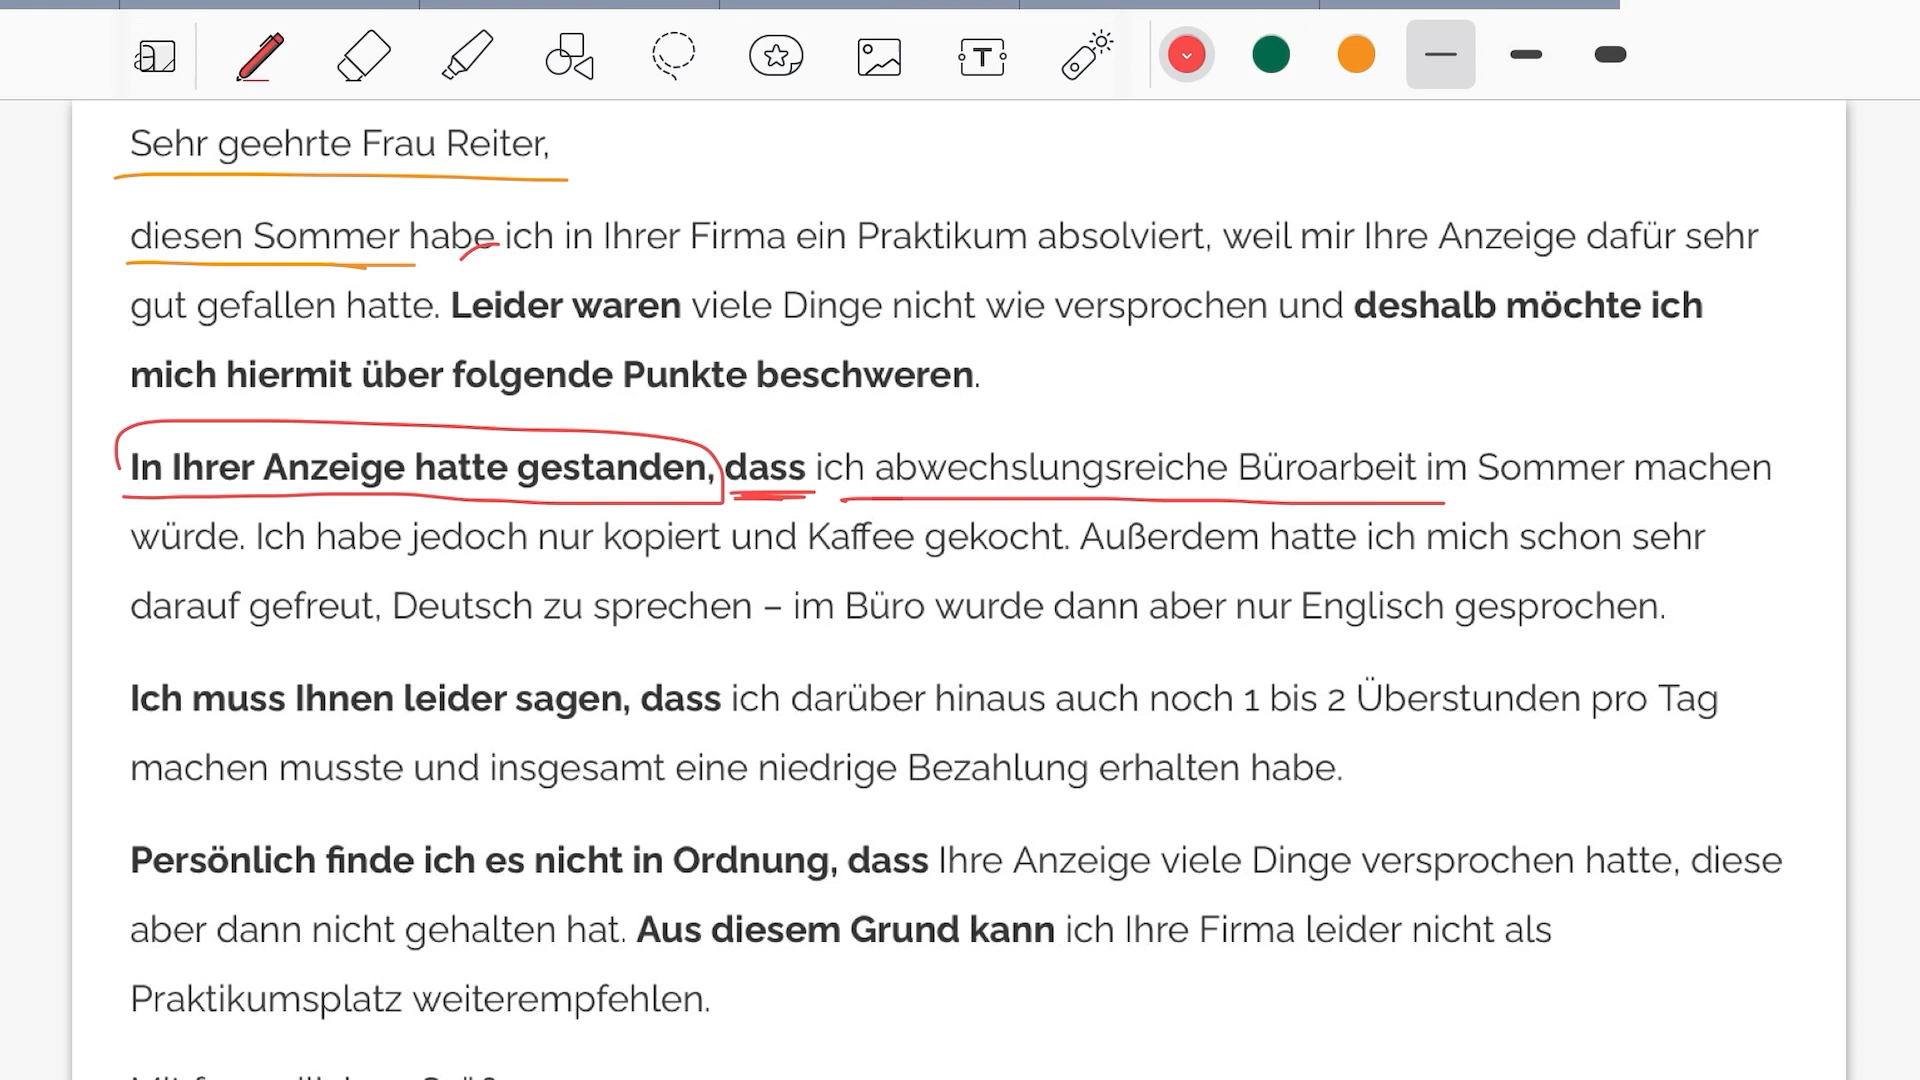 Sehr geehrte Frau Reiter,
diesen Sommer habe ich in Ihrer Firma ein Praktikum absolviert, weil mir Ihre Anzeige dafür sehr
gut gefallen hatte. Leider waren viele Dinge nicht wie versprochen und deshalb möchte ich
mich hiermit über folgende Punkte beschweren.
In Ihrer Anzeige hatte gestanden, dass ich abwechslungsreiche Büroarbeit im Sommer machen
würde. Ich habe jedoch nur kopiert und Kaffee gekocht. Außerdem hatte ich mich schon sehr
darauf gefreut, Deutsch zu sprechen – im Büro wurde dann aber nur Englisch gesprochen.
Ich muss Ihnen leider sagen, dass ich darüber hinaus auch noch 1 bis 2 Überstunden pro Tag
machen musste und insgesamt eine niedrige Bezahlung erhalten habe.
Persönlich finde ich es nicht in Ordnung, dass Ihre Anzeige viele Dinge versprochen hatte, diese
aber dann nicht gehalten hat. Aus diesem Grund kann ich Ihre Firma leider nicht als
Praktikumsplatz weiterempfehlen.